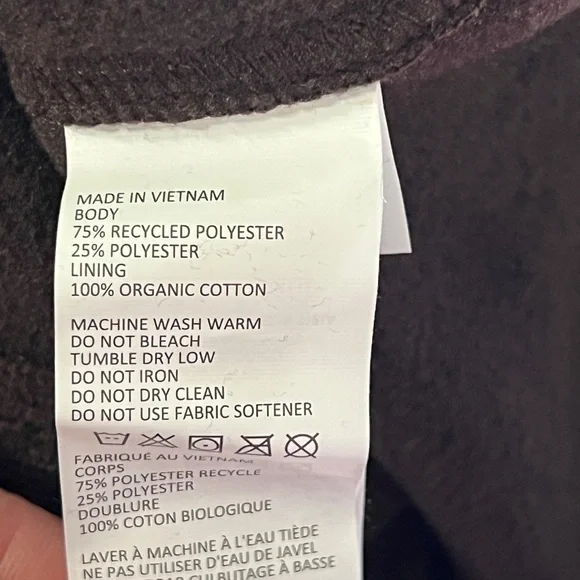 MADE IN VIETNAM
BODY
75% RECYCLED POLYESTER
25% POLYESTER
LINING
100% ORGANIC COTTON
MACHINE WASH WARM
DO NOT BLEACH
TUMBLE DRY LOW
DO NOT IRON
DO NOT DRY CLEAN
DO NOT USE FABRIC SOFTENER
FABRIQUÉ AU VIETNAM
CORPS
75% POLYESTER RECYCLE
25% POLYESTER
DOUBLURE
100% COTON BIOLOGIQUE
LAVER À MACHINE À L'EAU TIÈDE
NE PAS UTILISER D'EAU DE JAVEL
PAR CULBUTAGE À BASSE